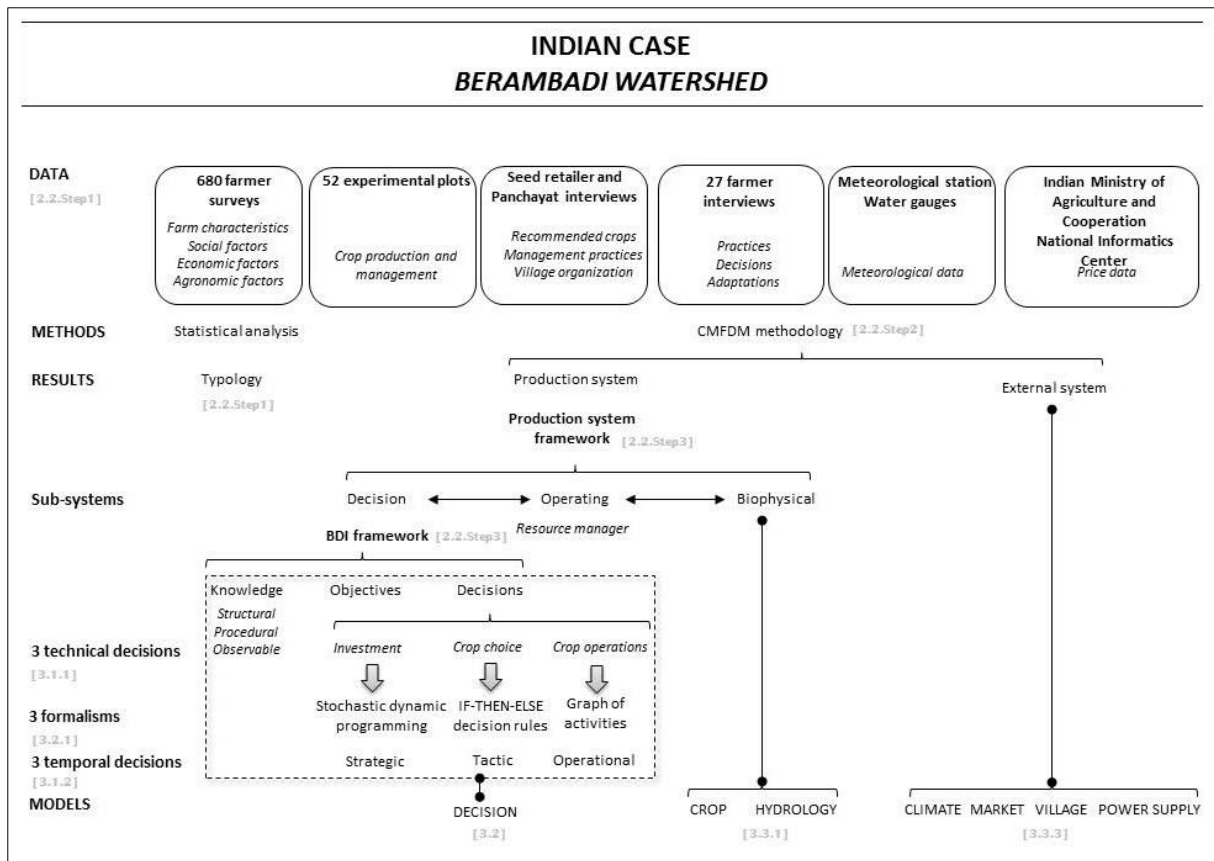 INDIAN CASE
BERAMBADI WATERSHED
DATA
[2.2.Step1]
680 farmer
surveys
Farm characteristics
Social factors
Economic factors
Agronomic factors
52 experimental plots
Crop production and
management
Seed retailer and
Panchayat interviews
Recommended crops
Management practices
Village organization
27 farmer
interviews
Practices
Decisions
Adaptations
Meteorological station
Water gauges
Meteorological data
Indian Ministry of
Agriculture and
Cooperation
National Informatics
Center
Price data
METHODS
Statistical analysis
CMFDM methodology [2.2.Step2]
RESULTS
Typology
[2.2.Step1]
Production system
External system
Production system
framework [2.2.Step3]
Sub-systems
Decision
Operating
Biophysical
Resource manager
BDI framework [2.2.Step3]
Knowledge
Structural
Procedural
Observable
Objectives
Decisions
3 technical decisions
[3.1.1]
Investment
Crop choice
Crop operations
3 formalisms
[3.2.1]
Stochastic dynamic
programming
IF-THEN-ELSE
decision rules
Graph of
activities
3 temporal decisions
[3.1.2]
Strategic
Tactic
Operational
MODELS
DECISION
[3.2]
CROP HYDROLOGY
[3.3.1]
CLIMATE MARKET VILLAGE POWER SUPPLY
[3.3.3]